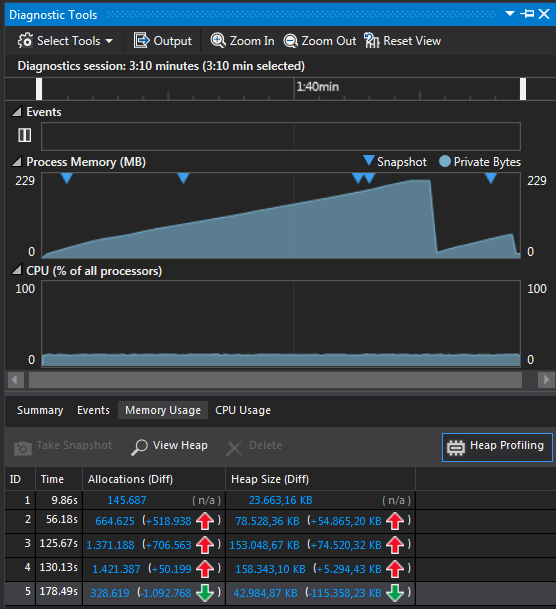 Diagnostic Tools
Select Tools Output Zoom In Zoom Out Reset View
Diagnostics session: 3:10 minutes (3:10 min selected)
1:40min
Events
Process Memory (MB) Snapshot Private Bytes
229 229
0 0
CPU (% of all processors)
100 100
0 0
Summary Events Memory Usage CPU Usage
Take Snapshot View Heap Delete Heap Profiling
ID Time Allocations (Diff) Heap Size (Diff)
1 9.86s 145.687 (n/a) 23.663,16 KB (n/a)
2 56.18s 664.625 (+518.938 ) 78.528,36 KB (+54.865,20 KB )
3 125.67s 1.371.188 (+706.563 ) 153.048,67 KB (+74.520,32 KB )
4 130.13s 1.421.387 (+50.199 ) 158.343,10 KB (+5.294,43 KB )
5 178.49s 328.619 (-1.092.768 ) 42.984,87 KB (-115.358,23 KB )